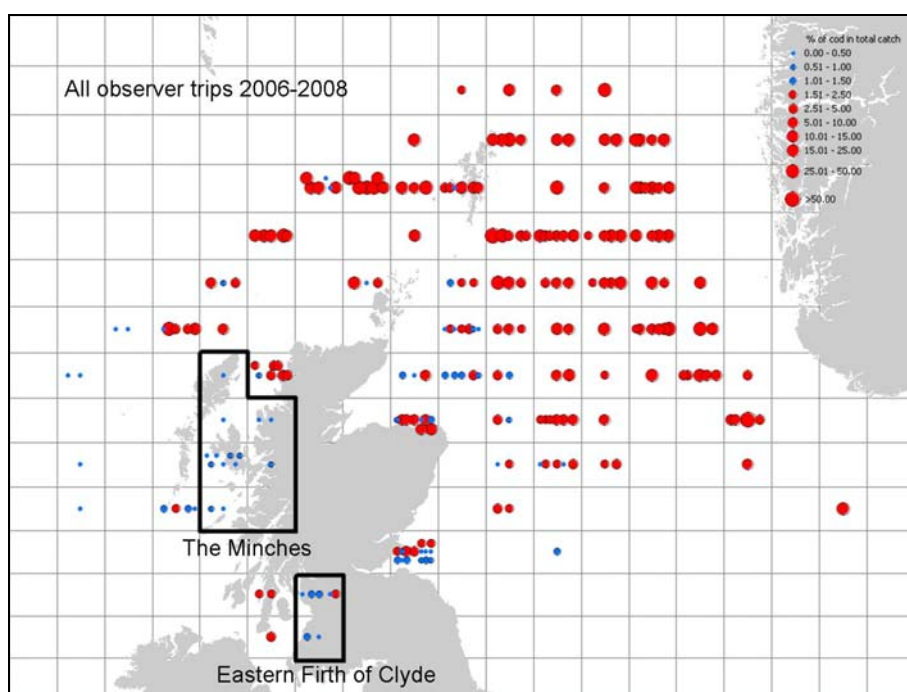 % of cod in total catch
0.00 - 0.50
0.51 - 1.00
1.01 - 1.50
1.51 - 2.50
2.51 - 5.00
5.01 - 10.00
10.01 - 15.00
15.01 - 25.00
25.01 - 50.00
>50.00
All observer trips 2006-2008
The Minches
Eastern Firth of Clyde